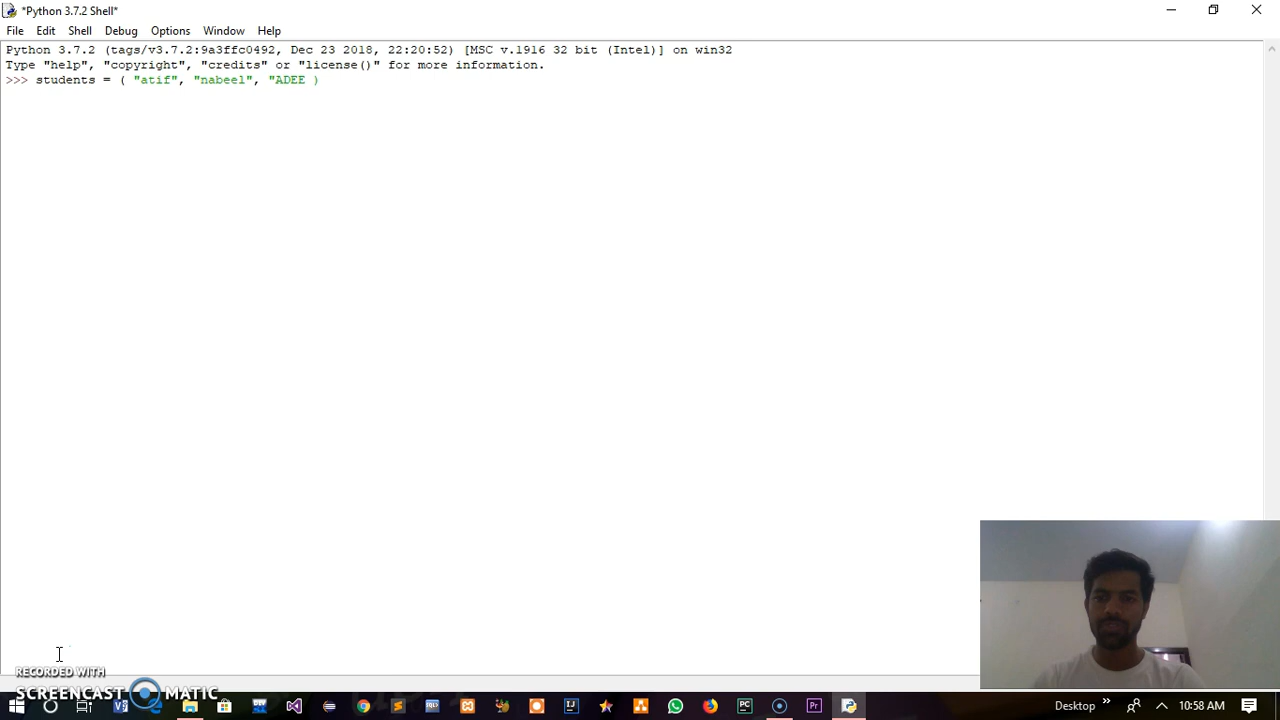 *Python 3.7.2 Shell*
File Edit Shell Debug Options Window Help
Python 3.7.2 (tags/v3.7.2:9a3ffc0492, Dec 23 2018, 22:20:52) [MSC v.1916 32 bit (Intel)] on win32
Type "help", "copyright", "credits" or "license()" for more information.
>>> students = ( "atif", "nabeel", "ADEE )
RECORDED WITH
SCREENCAST MATIC
Desktop 10:58 AM